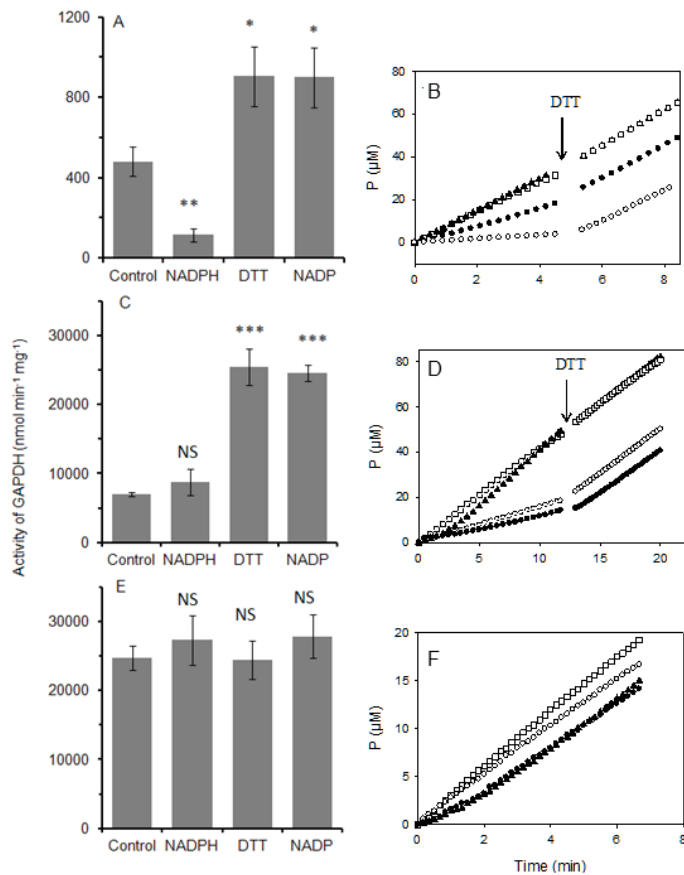 A
1200
*
*
800
400
**
0
Control NADPH DTT NADP
B
80
DTT
60
P (µM)
40
20
0
0 2 4 6 8
C
30000
***
***
NS
20000
10000
0
Control NADPH DTT NADP
D
80
DTT
60
P (µM)
40
20
0
0 5 10 15 20
Activity of GAPDH (nmol min-1 mg-1)
E
NS
NS
NS
30000
20000
10000
0
Control NADPH DTT NADP
F
20
15
P (µM)
10
5
0
0 2 4 6 8
Time (min)